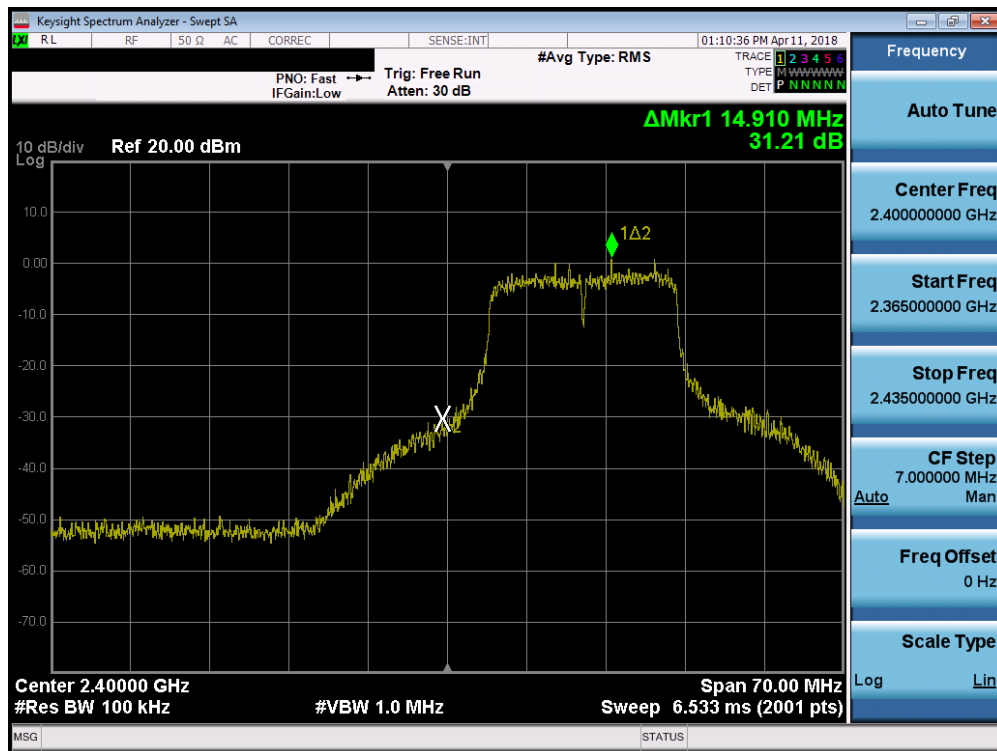 Keysight Spectrum Analyzer - Swept SA
LXI RL RF 50 Ω AC CORREC SENSE:INT 01:10:36 PM Apr 11, 2018
#Avg Type: RMS TRACE 1 2 3 4 5 6
PNO: Fast Trig: Free Run TYPE M W W W W W
IFGain:Low Atten: 30 dB DET P N N N N N
ΔMkr1 14.910 MHz
31.21 dB
10 dB/div Ref 20.00 dBm
Log
10.0
1Δ2
0.00
-10.0
-20.0
-30.0
X2
-40.0
-50.0
-60.0
-70.0
Center 2.40000 GHz Span 70.00 MHz
#Res BW 100 kHz #VBW 1.0 MHz Sweep 6.533 ms (2001 pts)
MSG STATUS
Frequency
Auto Tune
Center Freq
2.400000000 GHz
Start Freq
2.365000000 GHz
Stop Freq
2.435000000 GHz
CF Step
7.000000 MHz
Auto Man
Freq Offset
0 Hz
Scale Type
Log Lin